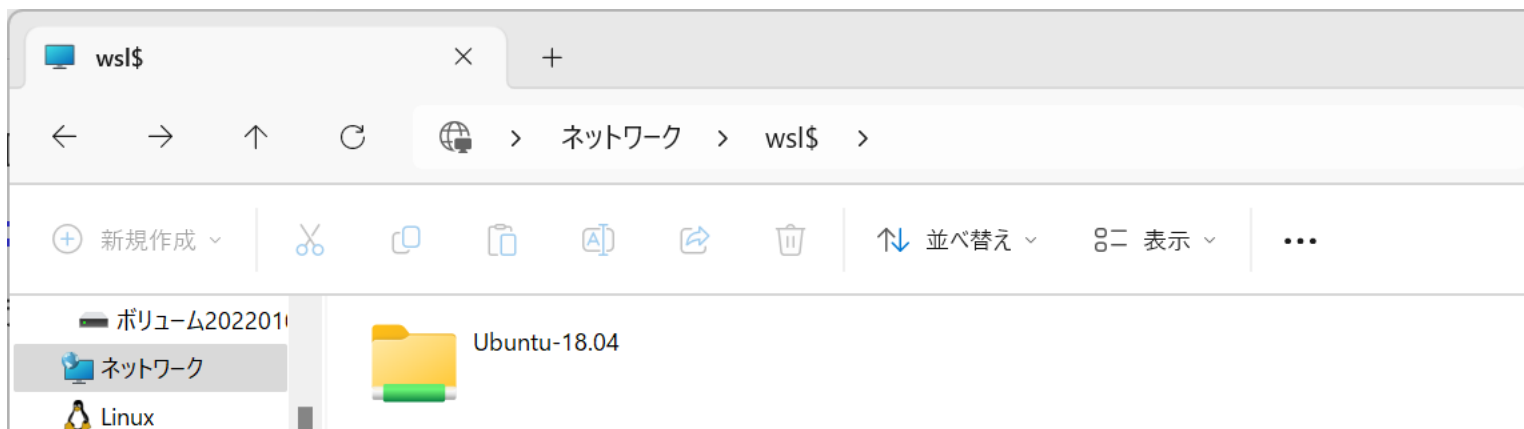 wsl$
ネットワーク wsl$
新規作成 並べ替え 表示
ボリューム2022010
Ubuntu-18.04
ネットワーク
Linux